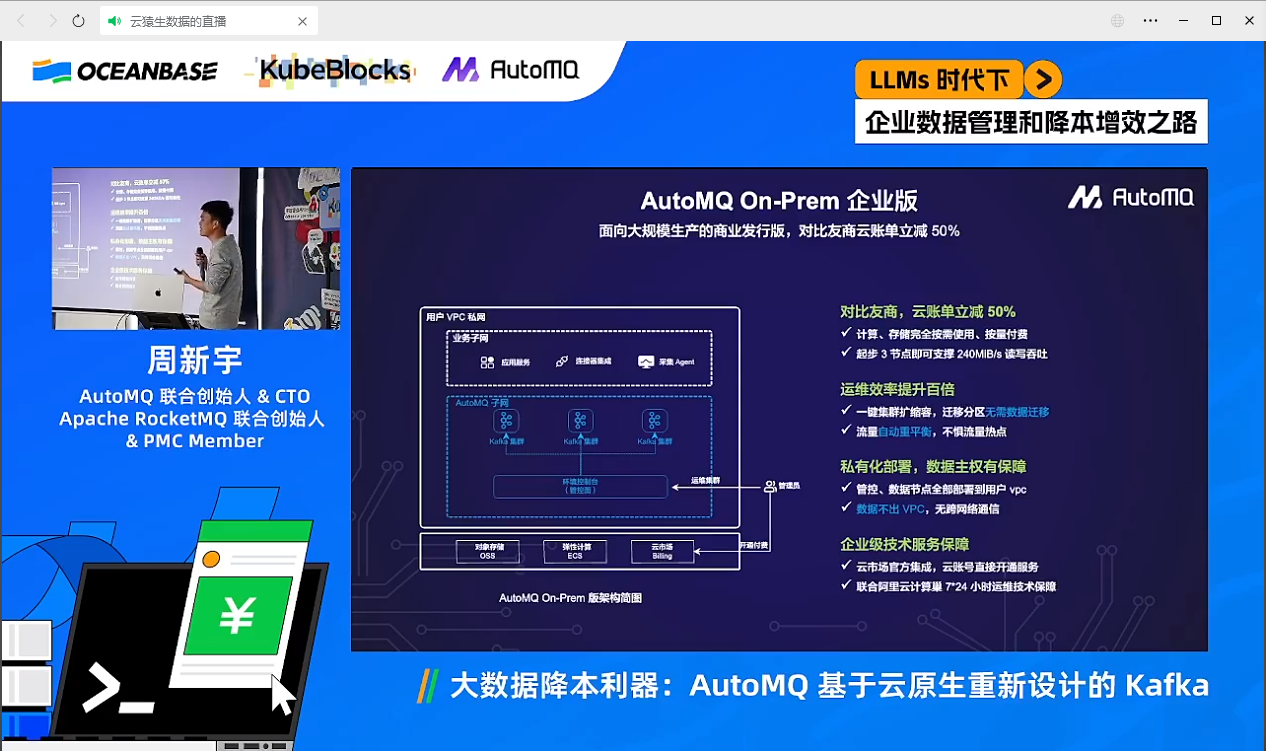 云猿生数据的直播
OCEANBASE
KubeBlocks
AutoMQ
LLMs 时代下
企业数据管理和降本增效之路
周新宇
AutoMQ 联合创始人 & CTO
Apache RocketMQ 联合创始人
& PMC Member
AutoMQ On-Prem 企业版
AutoMQ
面向大规模生产的商业发行版，对比友商云账单立减 50%
用户 VPC 私网
业务子网
应用服务
连接器集成
采集 Agent
AutoMQ 子网
Kafka 集群
Kafka 集群
Kafka 集群
环境控制台
（管控面）
运维集群
管理员
对象存储
OSS
弹性计算
ECS
云市场
Billing
开通付费
AutoMQ On-Prem 版架构简图
对比友商，云账单立减 50%
✓ 计算、存储完全按需使用、按量付费
✓ 起步 3 节点即可支撑 240MIB/s 读写吞吐
运维效率提升百倍
✓ 一键集群扩缩容，迁移分区无需数据迁移
✓ 流量自动重平衡，不惧流量热点
私有化部署，数据主权有保障
✓ 管控、数据节点全部部署到用户 vpc
✓ 数据不出 VPC，无跨网络通信
企业级技术服务保障
✓ 云市场官方集成，云账号直接开通服务
✓ 联合阿里云计算巢 7*24 小时运维技术保障
¥
>_
大数据降本利器：AutoMQ 基于云原生重新设计的 Kafka